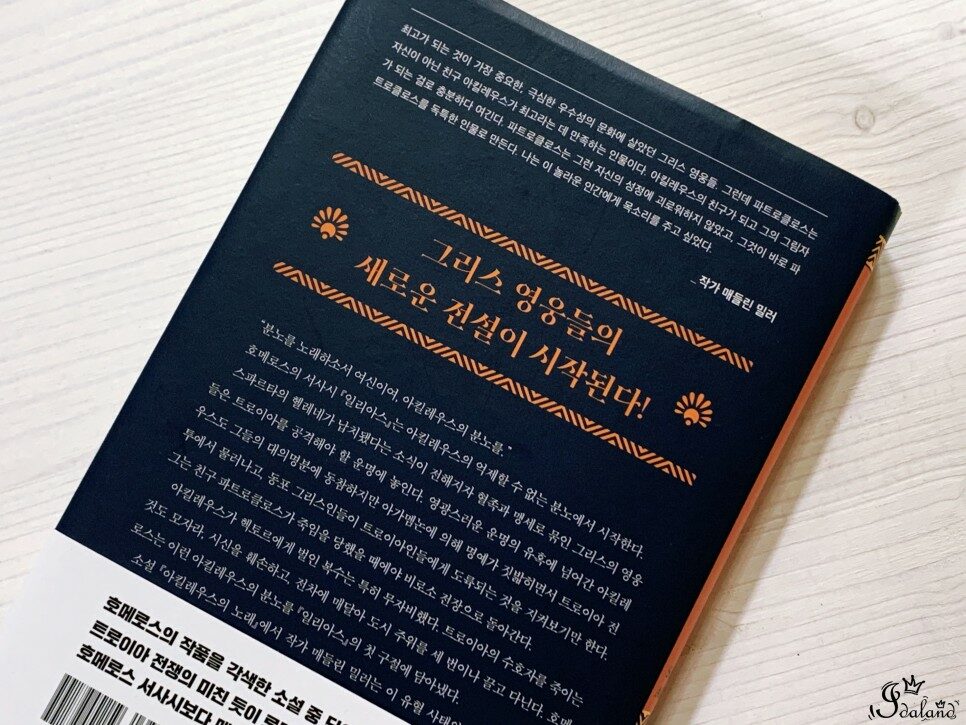 최고가 되는 것이 가장 중요한, 극심한 우수성의 문화에 살았던 그리스 영웅들. 그런데 파트로클로스는
자신이 아닌 친구 아킬레우스가 최고라는 데 만족하는 인물이다. 아킬레우스의 친구가 되고 그의 그림자
가 되는 걸로 충분하다 여긴다. 파트로클로스는 그런 자신의 성정에 괴로워하지 않았고, 그것이 바로 파
트로클로스를 독특한 인물로 만든다. 나는 이 놀라운 인간에게 목소리를 주고 싶었다.
_ 작가 매들린 밀러
그리스 영웅들의
새로운 전설이 시작된다!
"분노를 노래하소서 여신이여, 아킬레우스의 분노를."
호메로스의 서사시 『일리아스』는 아킬레우스의 억제할 수 없는 분노에서 시작한다.
스파르타의 헬레네가 납치됐다는 소식이 전해지자 혈족과 맹세로 묶인 그리스의 영웅
들은 트로이아를 공격해야 할 운명에 놓인다. 영광스러운 운명의 유혹에 넘어간 아킬레
우스도 그들의 대의명분에 동참하지만 아가멤논에 의해 명예가 짓밟히면서 트로이아 전
투에서 물러나고, 동포 그리스인들이 트로이아인들에게 도륙되는 것을 지켜보기만 한다.
그는 친구 파트로클로스가 죽임을 당했을 때에야 비로소 전장으로 돌아간다.
아킬레우스가 헥토르에게 벌인 복수는 특히 무자비했다. 트로이아의 수호자를 죽이는
것도 모자라, 시신을 훼손하고, 전차에 매달아 도시 주위를 세 번이나 끌고 다닌다. 호메
로스는 이런 아킬레우스의 분노를 『일리아스』의 첫 구절에 담아냈다.
소설 『아킬레우스의 노래』에서 작가 매들린 밀러는 이 유혈
호메로스의 작품을 각색한 소설 중
트로이아 전쟁의 미친 듯이
호메로스 서사시보다
Isdaland